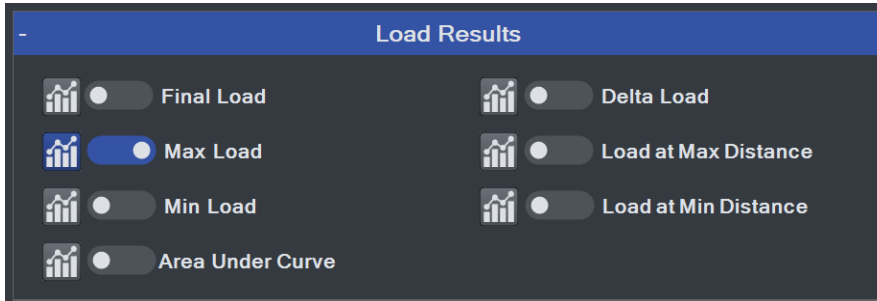 -
Load Results
Final Load
Delta Load
Max Load
Load at Max Distance
Min Load
Load at Min Distance
Area Under Curve